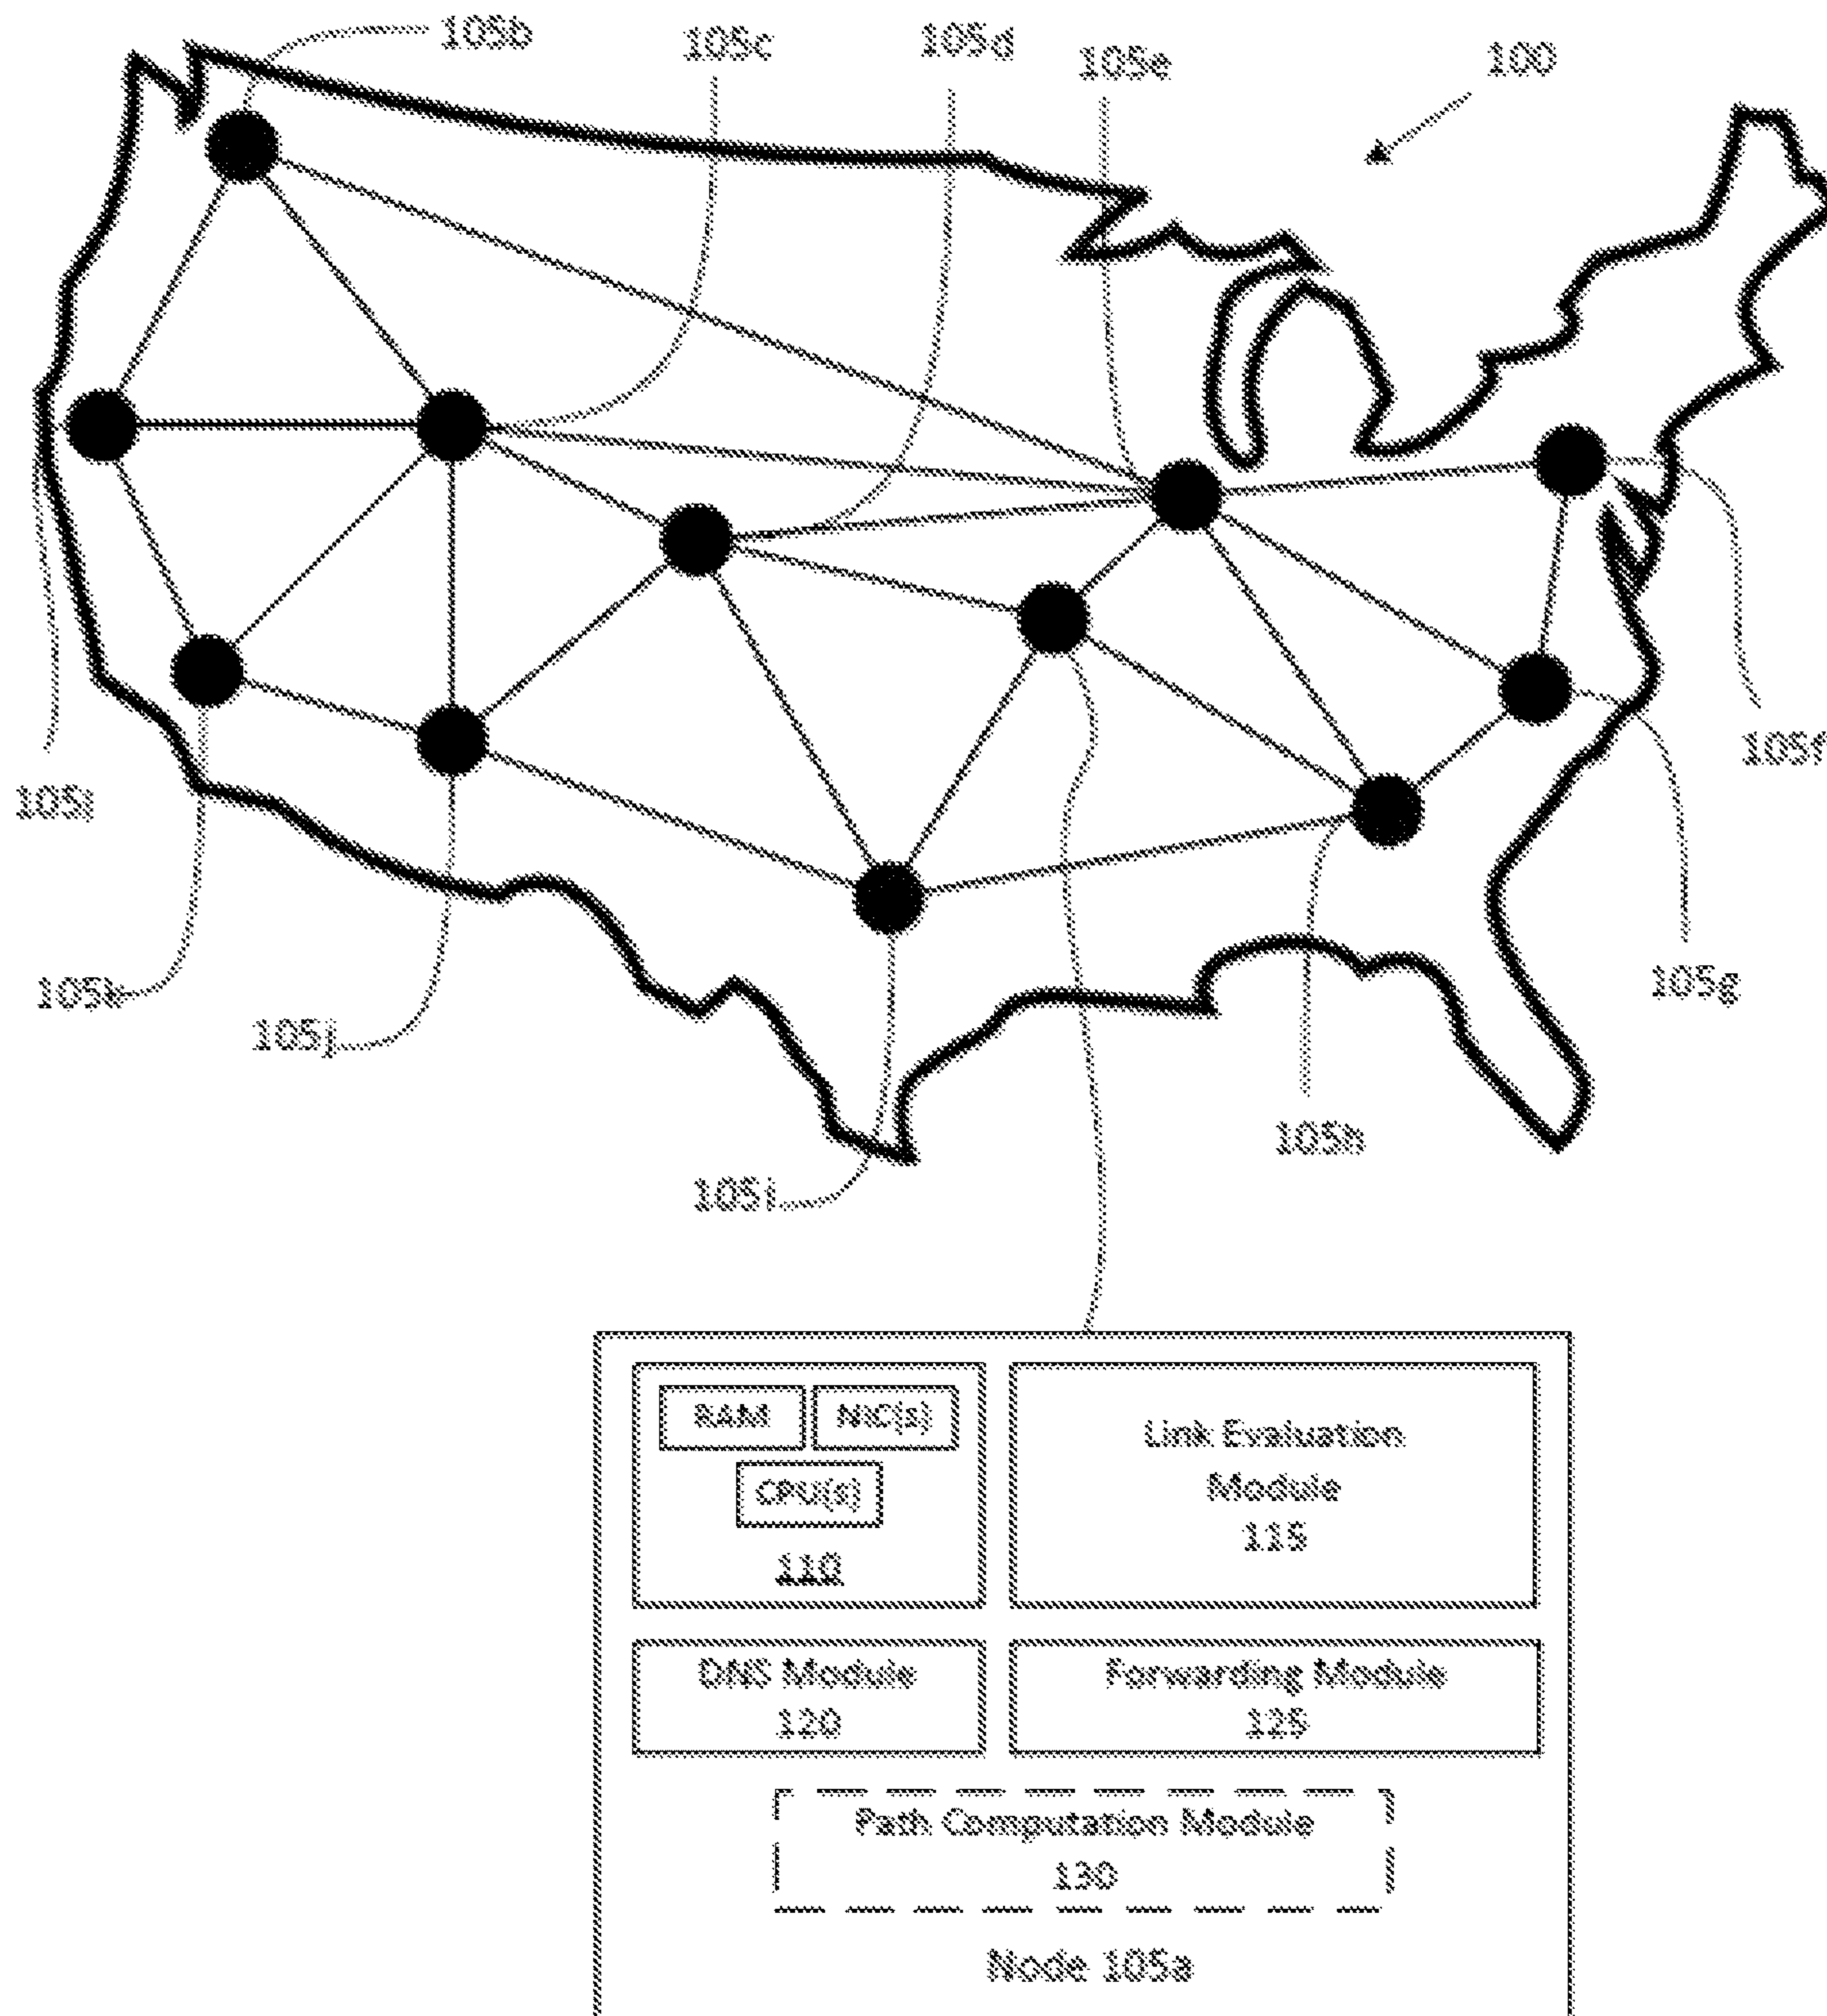 105b
105c
105d
105e
100
105f
105l
105k
105j
105g
105h
105i
RAM
NIC(s)
CPU(s)
110
Link Evaluation
Module
115
DNS Module
120
Forwarding Module
125
Path Computation Module
130
Node 105a